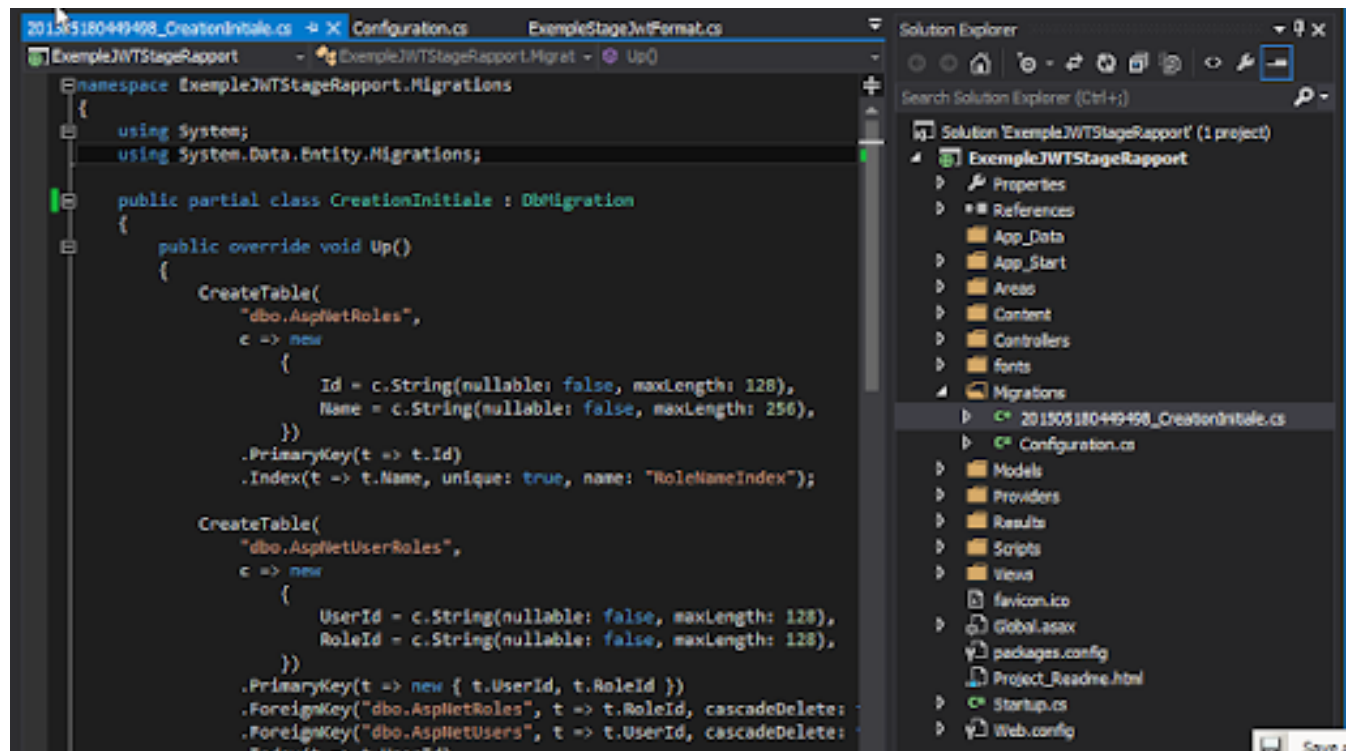 201505180449498_CreationInitiale.cs Configuration.cs ExempleStageJwtFormat.cs
ExempleJWTStageRapport ExempleJWTStageRapport.Migrat Up()
namespace ExempleJWTStageRapport.Migrations
{
using System;
using System.Data.Entity.Migrations;
public partial class CreationInitiale : DbMigration
{
public override void Up()
{
CreateTable(
"dbo.AspNetRoles",
c => new
{
Id = c.String(nullable: false, maxLength: 128),
Name = c.String(nullable: false, maxLength: 256),
})
.PrimaryKey(t => t.Id)
.Index(t => t.Name, unique: true, name: "RoleNameIndex");
CreateTable(
"dbo.AspNetUserRoles",
c => new
{
UserId = c.String(nullable: false, maxLength: 128),
RoleId = c.String(nullable: false, maxLength: 128),
})
.PrimaryKey(t => new { t.UserId, t.RoleId })
.ForeignKey("dbo.AspNetRoles", t => t.RoleId, cascadeDelete:
.ForeignKey("dbo.AspNetUsers", t => t.UserId, cascadeDelete:
Solution Explorer
Search Solution Explorer (Ctrl+;)
Solution 'ExempleJWTStageRapport' (1 project)
ExempleJWTStageRapport
Properties
References
App_Data
App_Start
Areas
Content
Controllers
fonts
Migrations
201505180449498_CreationInitiale.cs
Configuration.cs
Models
Providers
Results
Scripts
Views
favicon.ico
Global.asax
packages.config
Project_Readme.html
Startup.cs
Web.config
Save